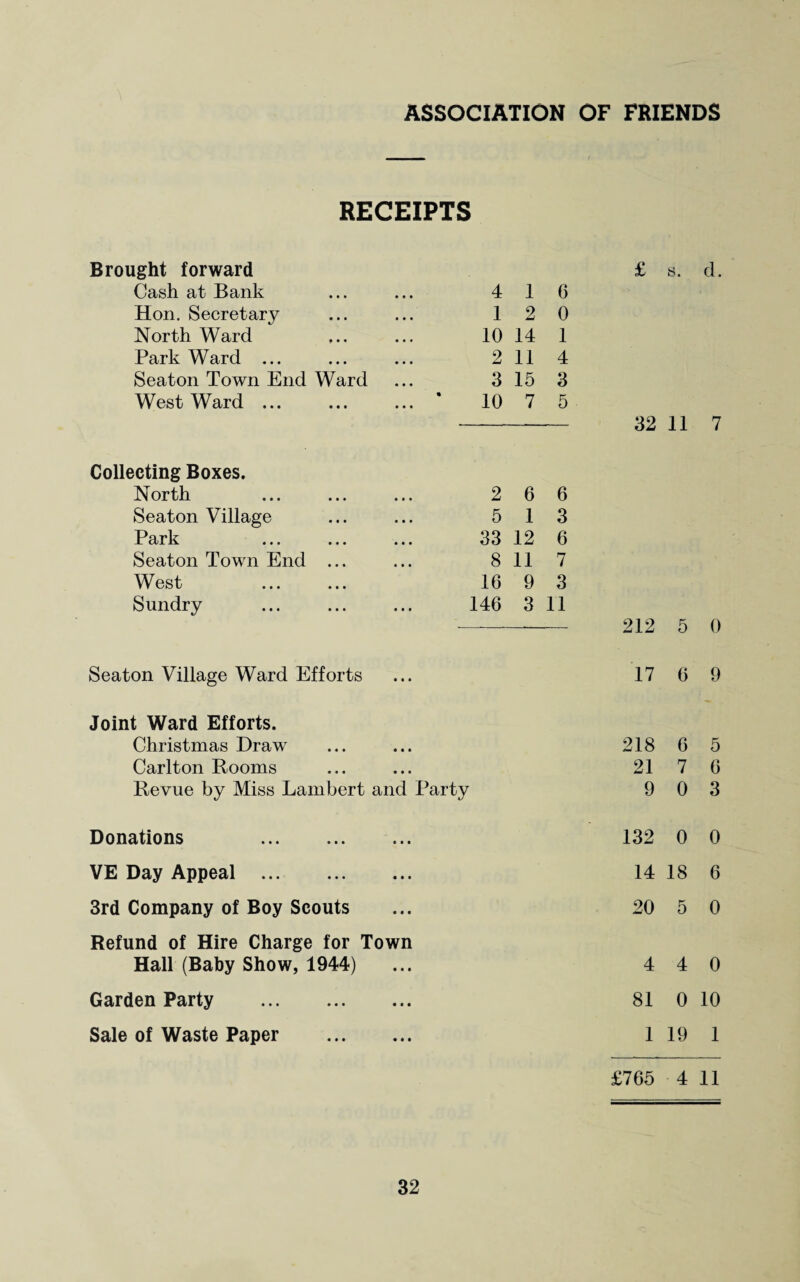 ASSOCIATION OF FRIENDS
RECEIPTS
Brought forward £ s. d.
Cash at Bank ... ... 4 1 6
Hon. Secretary ... ... 1 2 0
North Ward ... ... 10 14 1
Park Ward ... ... ... 2 11 4
Seaton Town End Ward ... 3 15 3
West Ward ... ... ... 10 7 5
32 11 7
Collecting Boxes.
North ... ... ... 2 6 6
Seaton Village ... ... 5 1 3
Park ... ... ... 33 12 6
Seaton Town End ... ... 8 11 7
West ... ... 16 9 3
Sundry ... ... ... 146 3 11
212 5 0
Seaton Village Ward Efforts ... 17 6 9
Joint Ward Efforts.
Christmas Draw ... ... 218 6 5
Carlton Rooms ... ... 21 7 6
Revue by Miss Lambert and Party 9 0 3
Donations ... ... ... 132 0 0
VE Day Appeal ... ... ... 14 18 6
3rd Company of Boy Scouts ... 20 5 0
Refund of Hire Charge for Town
Hall (Baby Show, 1944) ... 4 4 0
Garden Party ... ... ... 81 0 10
Sale of Waste Paper ... ... 1 19 1
£765 4 11
32